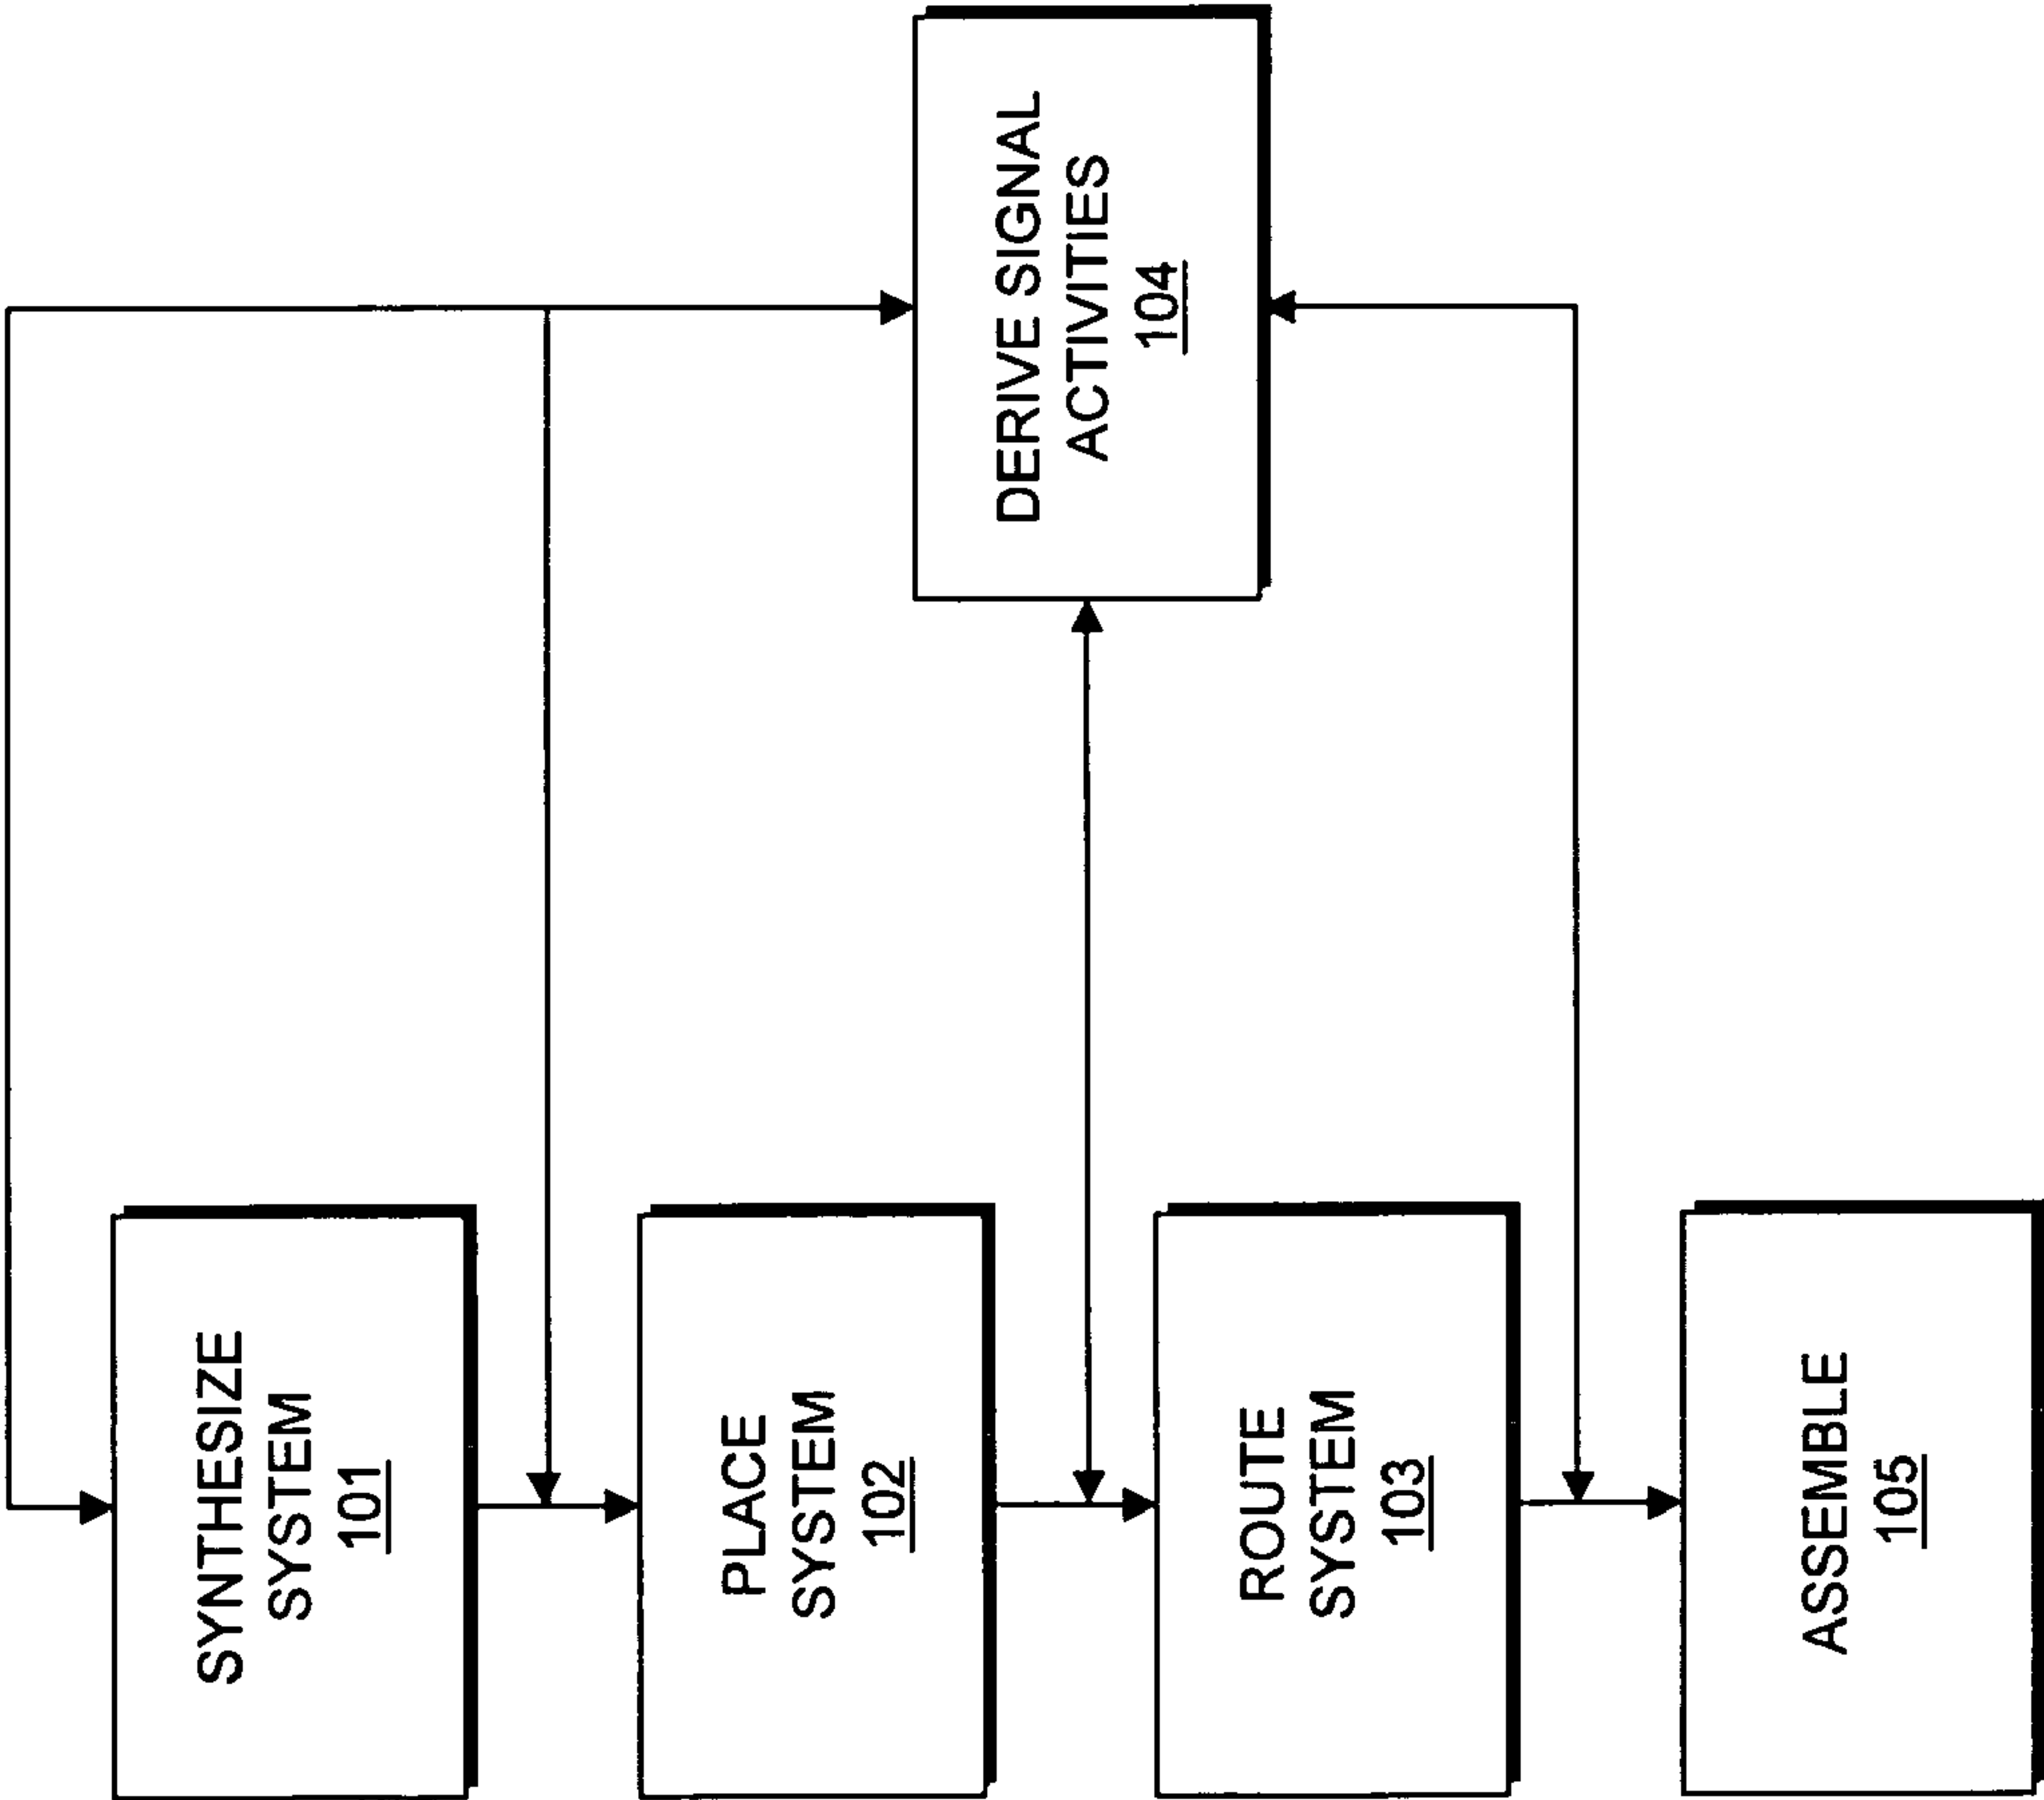 SYNTHESIZE
SYSTEM
101
PLACE
SYSTEM
102
ROUTE
SYSTEM
103
ASSEMBLE
105
DERIVE SIGNAL
ACTIVITIES
104